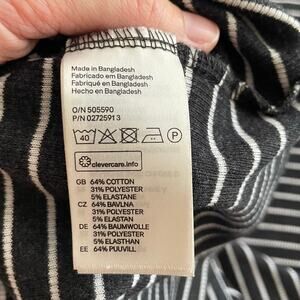 Made in Bangladesh
Fabricado em Bangladesh
Fabriqué en Bangladesh
Hecho en Bangladesh
O/N 505590
P/N 02725913
40 P
clevercare.info
GB 64% COTTON
31% POLYESTER
5% ELASTANE
CZ 64% BAVLNA
31% POLYESTER
5% ELASTAN
DE 64% BAUMWOLLE
31% POLYESTER
5% ELASTHAN
EE 64% PUUVILL